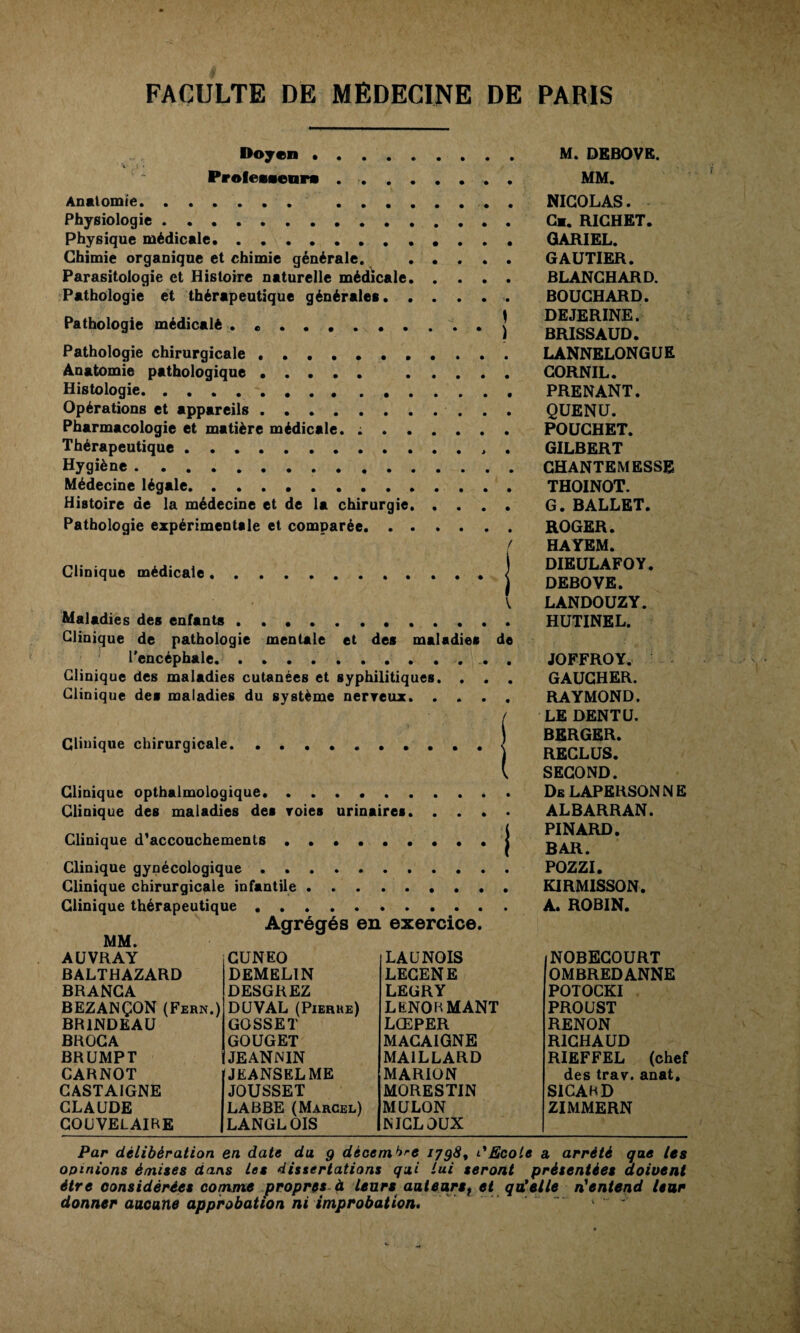 FACULTE DE MÉDECINE DE PARIS
Doyen . . . . . . . . . M. DEBOVE.
Professeurs . . . . . . . . MM.
Anatomie. . . . . . . . . . . . . . NICOLAS.
Physiologie . . . . . . . . . . . . . . . CH. RICHET.
Physique médicale. . . . . . . . . . . . . GARIEL.
Chimie organique et chimie générale. . . . . . GAUTIER.
Parasitologie et Histoire naturelle médicale. . . . . BLANCHARD.
Pathologie et thérapeutique générales. . . . . . BOUCHARD.
Pathologie médicale . . . . . . . . . . . . } DEJERINE.
BRISSAUD.
Pathologie chirurgicale . . . . . . . . . . . LANNELONGUE
Anatomie pathologique . . . . . . . . . . CORNIL.
Histologie. . . . . . . . . . . . . . . . PRENANT.
Opérations et appareils . . . . . . . . . . . QUENU.
Pharmacologie et matière médicale. . . . . . . . POUCHET.
Thérapeutique . . . . . . . . . . . . . . GILBERT
Hygiène . . . . . . . . . . . . . . . . CHANTEMESSE
Médecine légale. . . . . . . . . . . . . . THOINOT.
Histoire de la médecine et de la chirurgie. . . . . G. BALLET.
Pathologie expérimentale et comparée. . . . . . . ROGER.
Clinique médicale . . . . . . . . . . . . { HAYEM.
DIEULAFOY.
DEBOVE.
LANDOUZY.
Maladies des enfants . . . . . . . . . . . . HUTINEL.
Clinique de pathologie mentale et des maladies de
l'encéphale. . . . . . . . . . . . . JOFFROY.
Clinique des maladies cutanées et syphilitiques. . . . GAUCHER.
Clinique des maladies du système nerveux. . . . . RAYMOND.
Clinique chirurgicale. . . . . . . . . . . { LE DENTU.
BERGER.
RECLUS.
SEGOND.
Clinique opthalmologique. . . . . . . . . . . DE LAPERSONNE
Clinique des maladies des voies urinaires. . . . . ALBARRAN.
Clinique d'accouchements . . . . . . . . . { PINARD.
BAR.
Clinique gynécologique . . . . . . . . . . . POZZI.
Clinique chirurgicale infantile . . . . . . . . . KIRMISSON.
Clinique thérapeutique . . . . . . . . . . . A. ROBIN.
Agrégés en exercice.
MM.
AUVRAY CUNEO LAUNOIS NOBECOURT
BALTHAZARD DEMELIN LECENE OMBREDANNE
BRANCA DESGREZ LEGRY POTOCKI
BEZANÇON (FERN.) DUVAL (PIERRE) LENORMANT PROUST
BRINDEAU GOSSET LŒPER RENON
BROCA GOUGET MACAIGNE RICHAUD
BRUMPT JEANNIN MAILLARD RIEFFEL (chef
CARNOT JEANSELME MARION des trav. anat.
CASTAIGNE JOUSSET MORESTIN SICARD
CLAUDE LABBE (MARCEL) MULON ZIMMERN
COUVELAIRE LANGLOIS NICLOUX
Par délibération en date du 9 décembre 1798, l'Ecole a arrêté que les
opinions émises dans les dissertations qui lui seront présentées doivent
être considérées comme propres à leurs auteurs, et qu'elle n'entend leur
donner aucune approbation ni improbation.